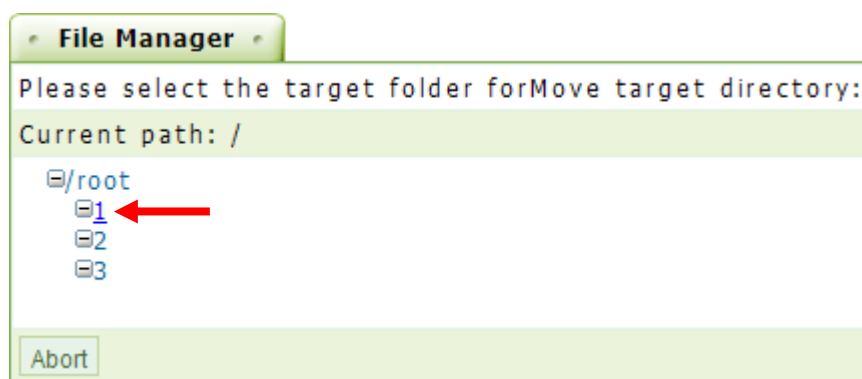 File Manager
Please select the target folder forMove target directory:
Current path: /
/root
1
2
3
Abort